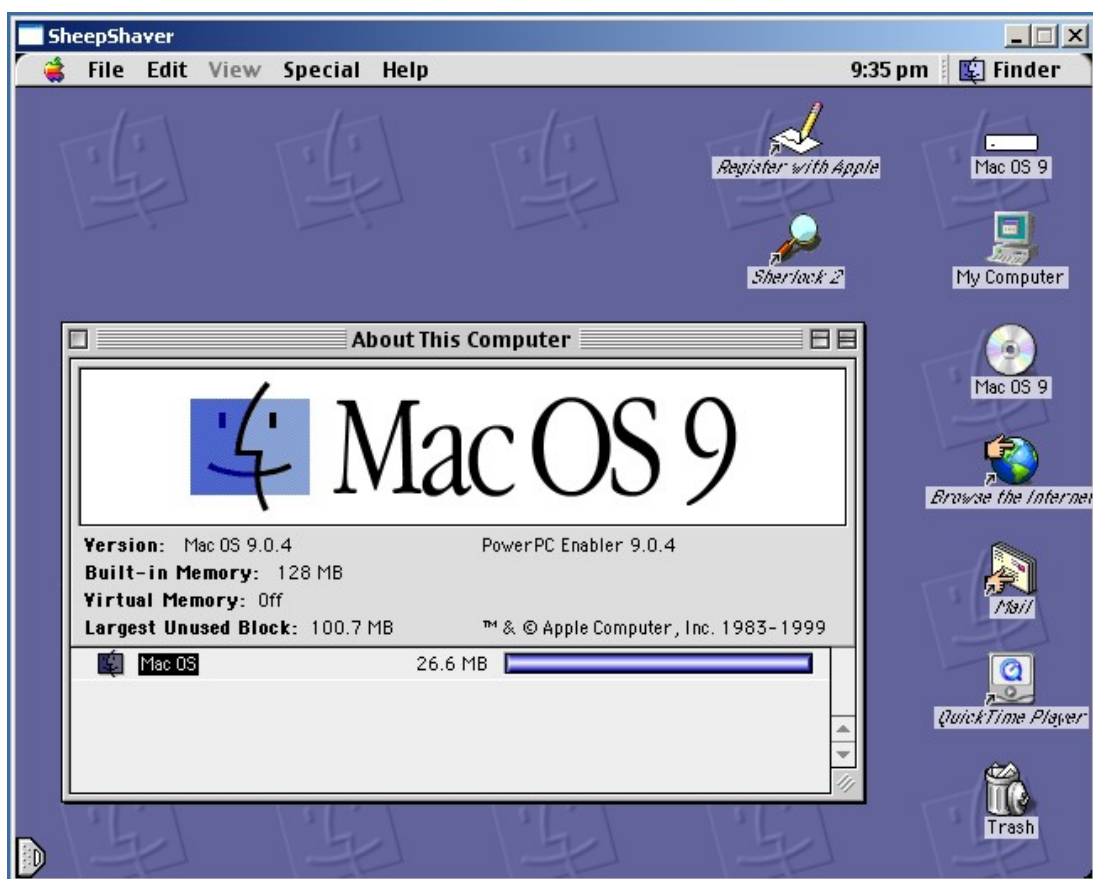 SheepShaver
File Edit View Special Help 9:35 pm Finder
Register with Apple
Mac OS 9
Sherlock 2
My Computer
Mac OS 9
Browse the Internet
Mail
QuickTime Player
Trash
About This Computer
Mac OS 9
Version: Mac OS 9.0.4 PowerPC Enabler 9.0.4
Built-in Memory: 128 MB
Virtual Memory: Off
Largest Unused Block: 100.7 MB ™ & © Apple Computer, Inc. 1983-1999
Mac OS 26.6 MB